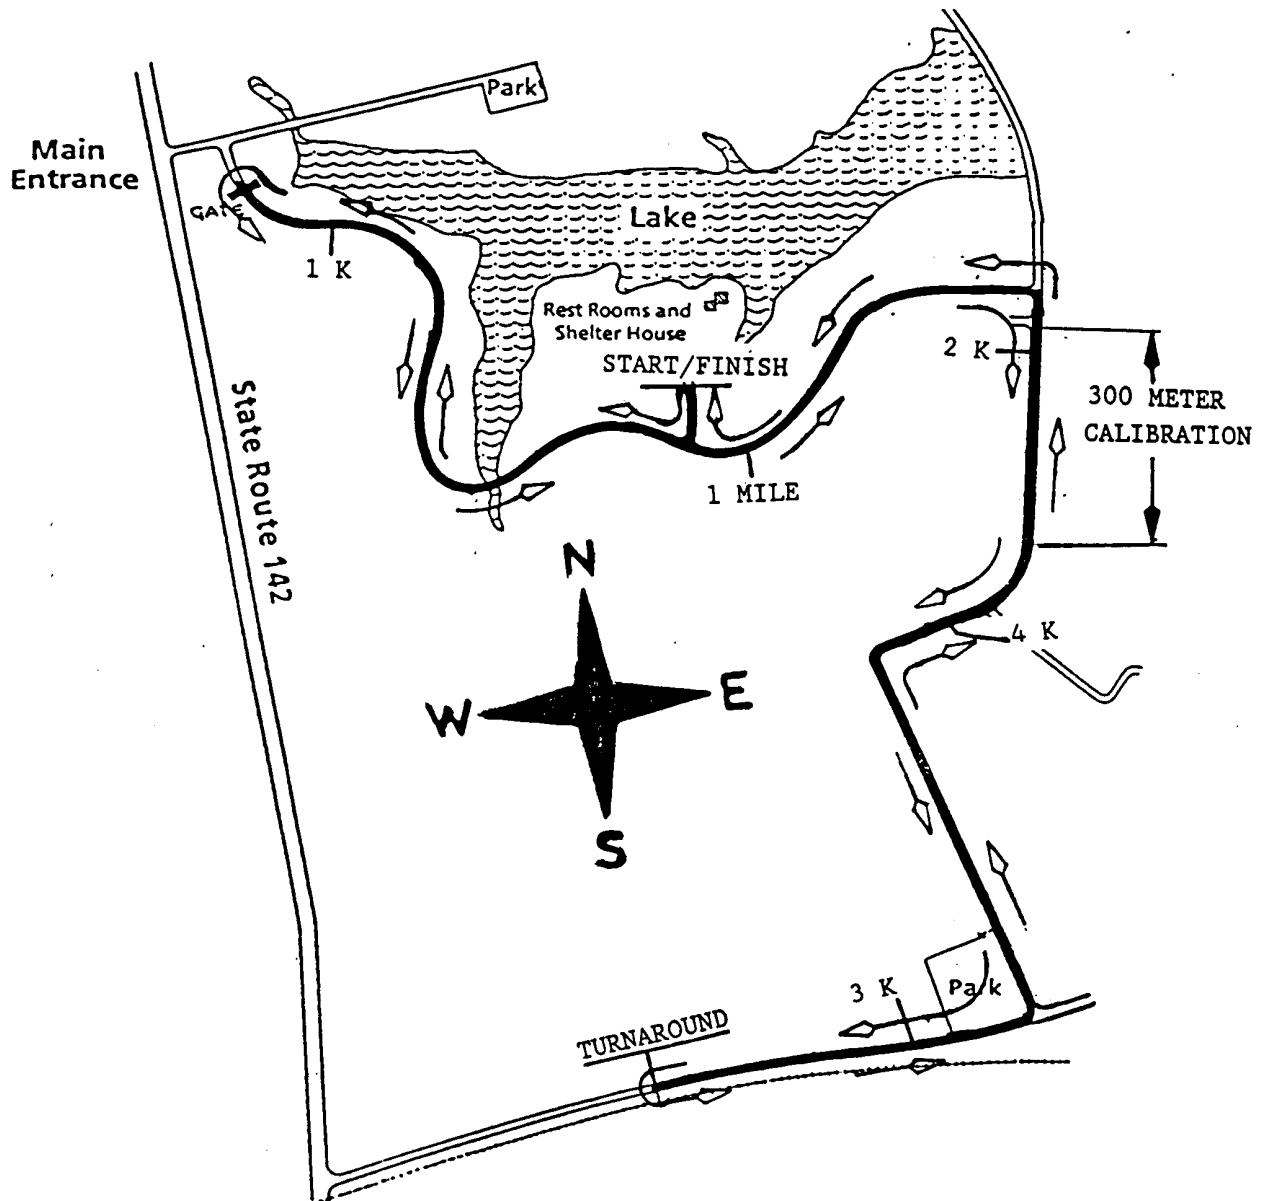 Park
Main
Entrance
GATE
Lake
1 K
Rest Rooms and
Shelter House
START/FINISH
2 K
300 METER
CALIBRATION
State Route 142
1 MILE
N
4 K
W
E
S
3 K
Park
TURNAROUND